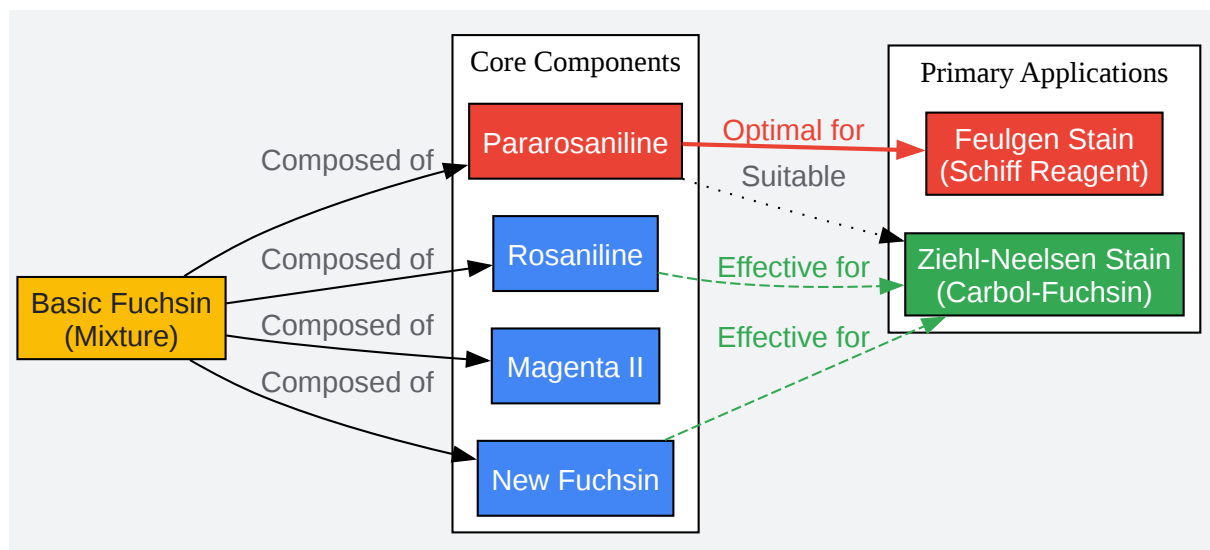 Core Components
Primary Applications
Pararosaniline
Optimal for
Feulgen Stain
(Schiff Reagent)
Composed of
Suitable
Rosaniline
Composed of
Effective for
Ziehl-Neelsen Stain
(Carbol-Fuchsin)
Basic Fuchsin
(Mixture)
Composed of
Effective for
Magenta II
Composed of
New Fuchsin